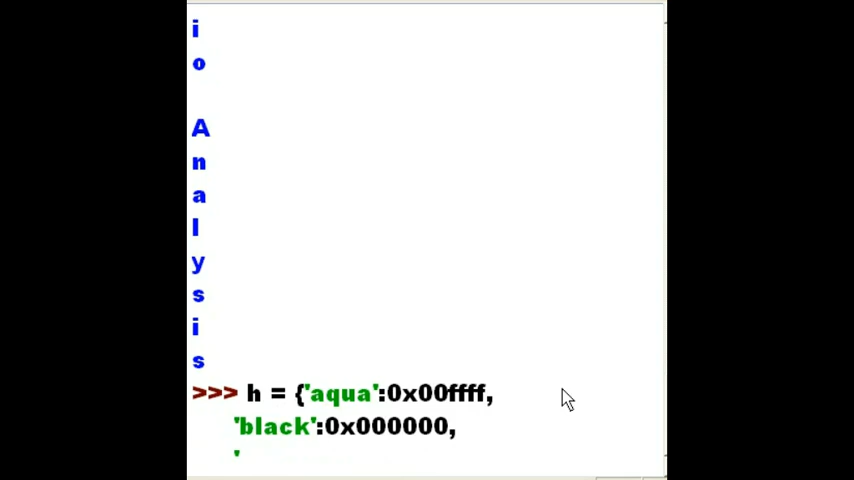 i
o
A
n
a
l
y
s
i
s
>>> h = {'aqua':0x00ffff,
'black':0x000000,
'